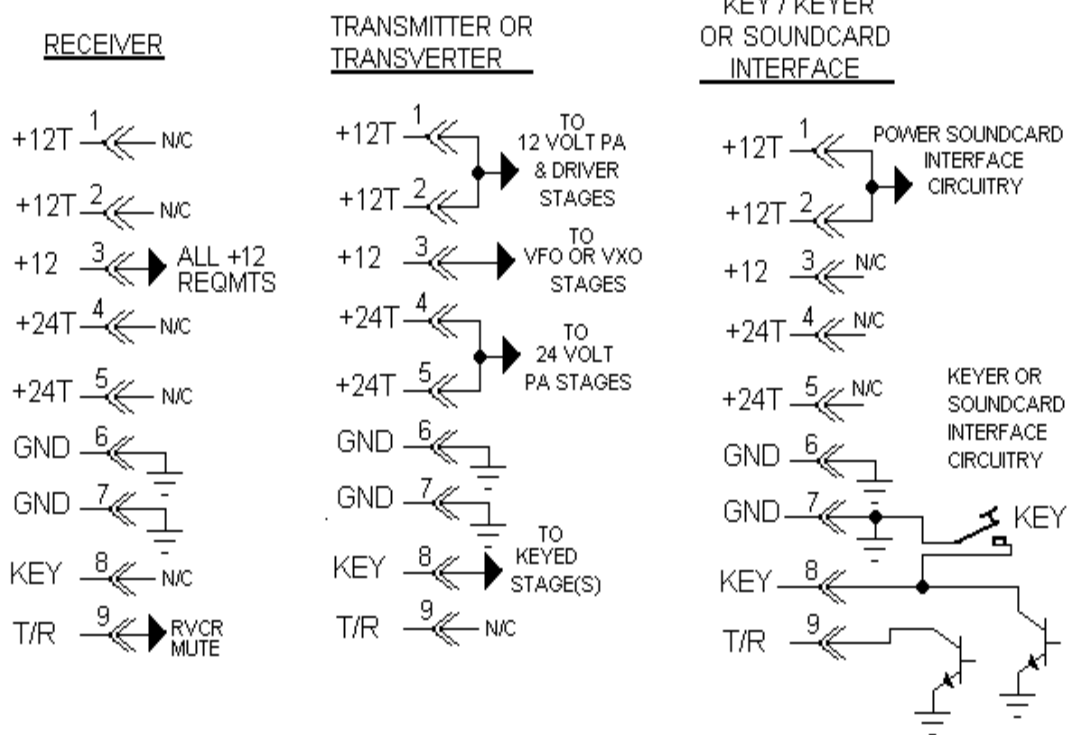 RECEIVER
+12T 1 N/C
+12T 2 N/C
+12 3 ALL +12
REQMTS
+24T 4 N/C
+24T 5 N/C
GND 6
GND 7
KEY 8 N/C
T/R 9 RVCR
MUTE
TRANSMITTER OR
TRANSVERTER
+12T 1
TO
12 VOLT PA
& DRIVER
STAGES
+12T 2
+12 3
TO
VFO OR VXO
STAGES
+24T 4
TO
24 VOLT
PA STAGES
+24T 5
GND 6
GND 7
KEY 8
TO
KEYED
STAGE(S)
T/R 9 N/C
KEY / KEYER
OR SOUNDCARD
INTERFACE
+12T 1
POWER SOUNDCARD
INTERFACE
CIRCUITRY
+12T 2
+12 3 N/C
+24T 4 N/C
+24T 5 N/C
KEYER OR
SOUNDCARD
INTERFACE
CIRCUITRY
GND 6
GND 7 KEY
KEY 8
T/R 9